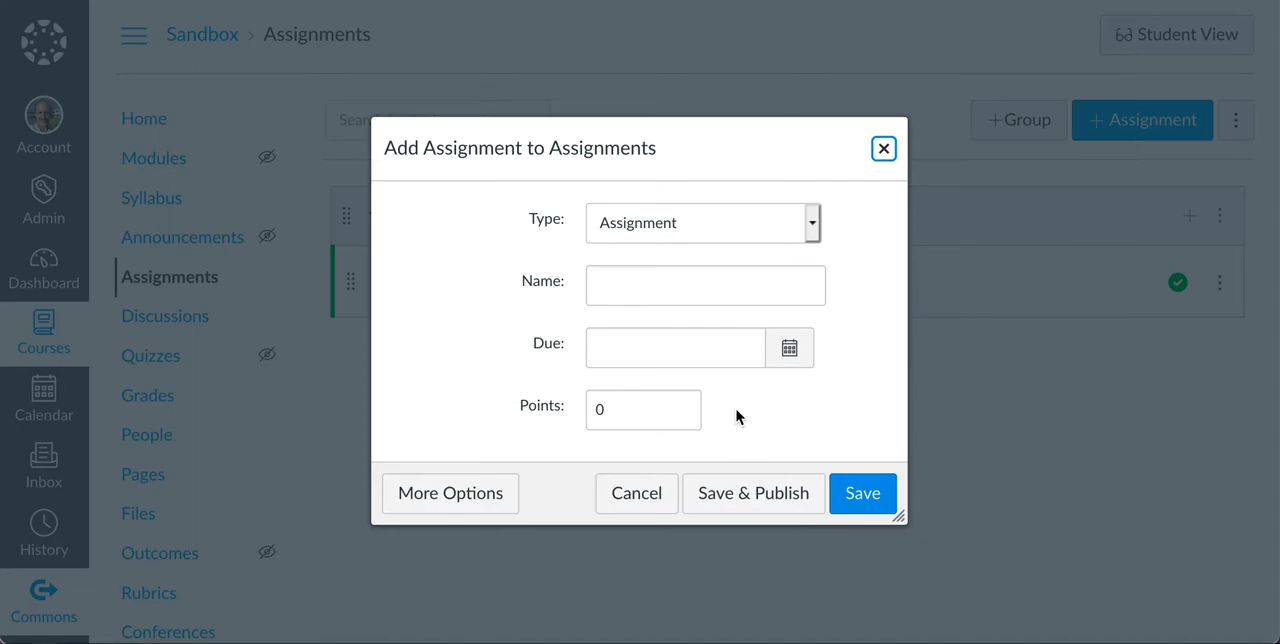 Sandbox › Assignments
Student View
Account
Admin
Dashboard
Courses
Calendar
Inbox
History
Commons
Home
Modules
Syllabus
Announcements
Assignments
Discussions
Quizzes
Grades
People
Pages
Files
Outcomes
Rubrics
Conferences
+Group
+ Assignment
Add Assignment to Assignments
Type: Assignment
Name:
Due:
Points: 0
More Options
Cancel
Save & Publish
Save